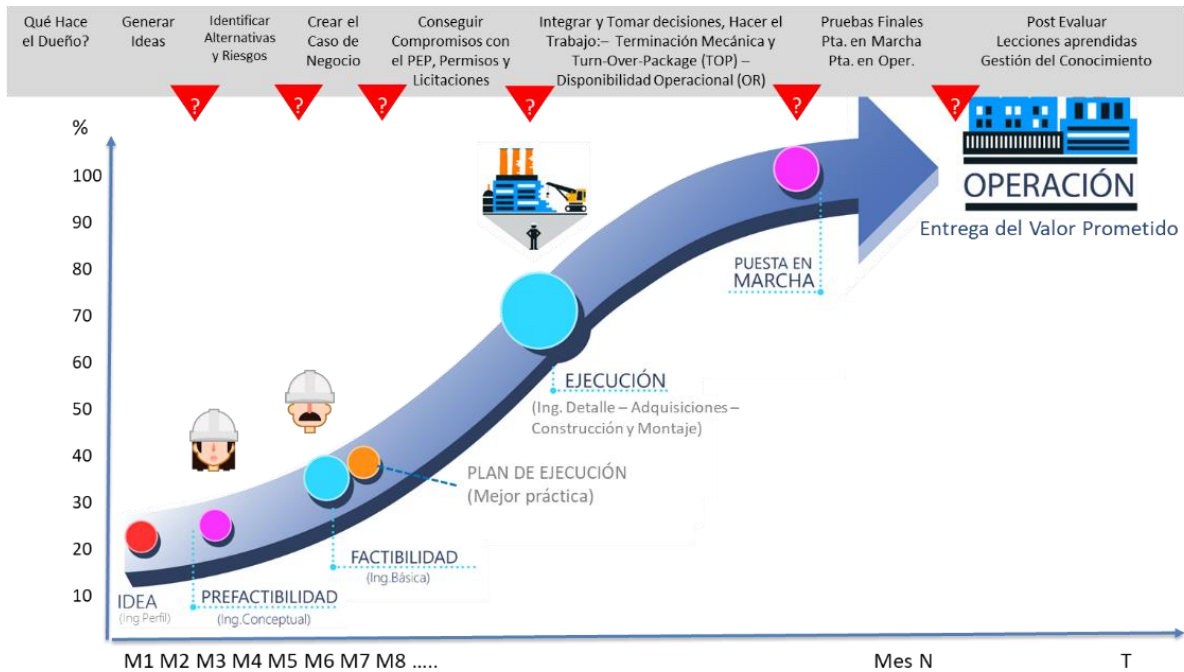 Qué Hace
el Dueño?
Generar
Ideas
Identificar
Alternativas
y Riesgos
Crear el
Caso de
Negocio
Conseguir
Compromisos con
el PEP, Permisos y
Licitaciones
Integrar y Tomar decisiones, Hacer el
Trabajo:– Terminación Mecánica y
Turn-Over-Package (TOP) –
Disponibilidad Operacional (OR)
Pruebas Finales
Pta. en Marcha
Pta. en Oper.
Post Evaluar
Lecciones aprendidas
Gestión del Conocimiento
?
?
?
?
?
?
%
100
90
80
70
60
50
40
30
20
10
OPERACIÓN
Entrega del Valor Prometido
PUESTA EN
MARCHA
EJECUCIÓN
(Ing. Detalle – Adquisiciones –
Construcción y Montaje)
PLAN DE EJECUCIÓN
(Mejor práctica)
FACTIBILIDAD
(Ing.Básica)
PREFACTIBILIDAD
(Ing.Conceptual)
IDEA
(Ing Perfil)
M1 M2 M3 M4 M5 M6 M7 M8 .....
Mes N
T